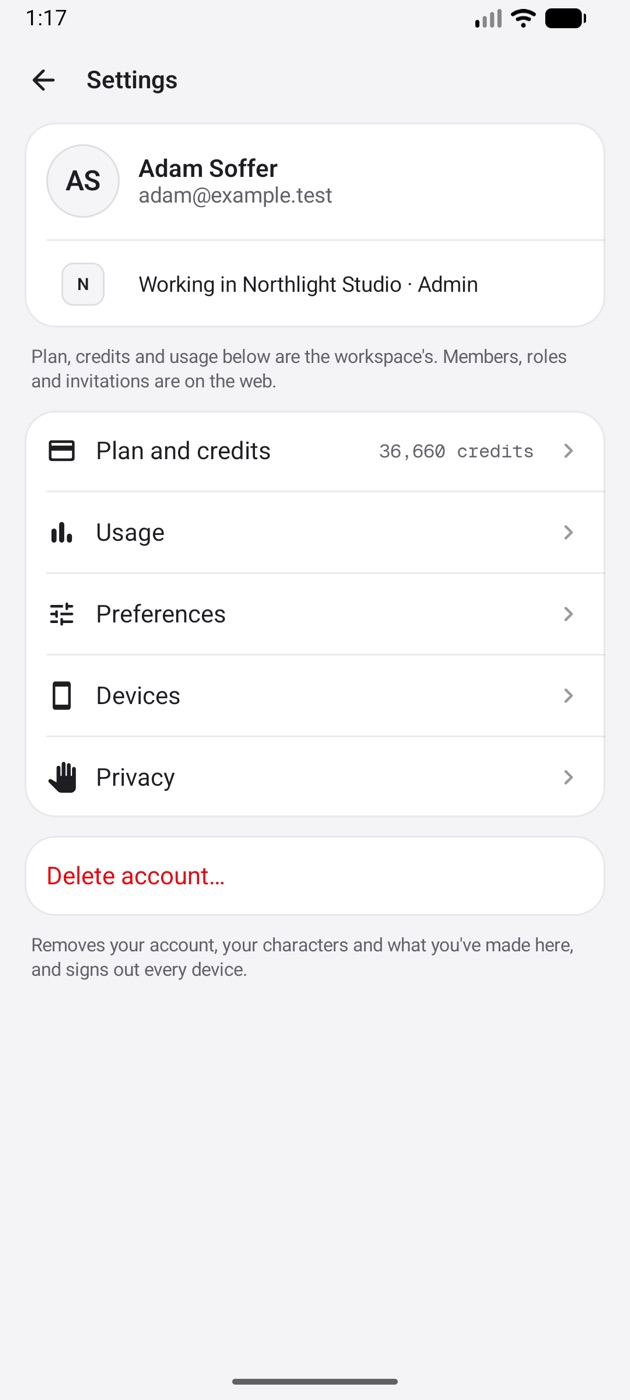 1:17
Settings
AS
Adam Soffer
adam@example.test
N
Working in Northlight Studio · Admin
Plan, credits and usage below are the workspace's. Members, roles
and invitations are on the web.
Plan and credits
36,660 credits
Usage
Preferences
Devices
Privacy
Delete account…
Removes your account, your characters and what you've made here,
and signs out every device.